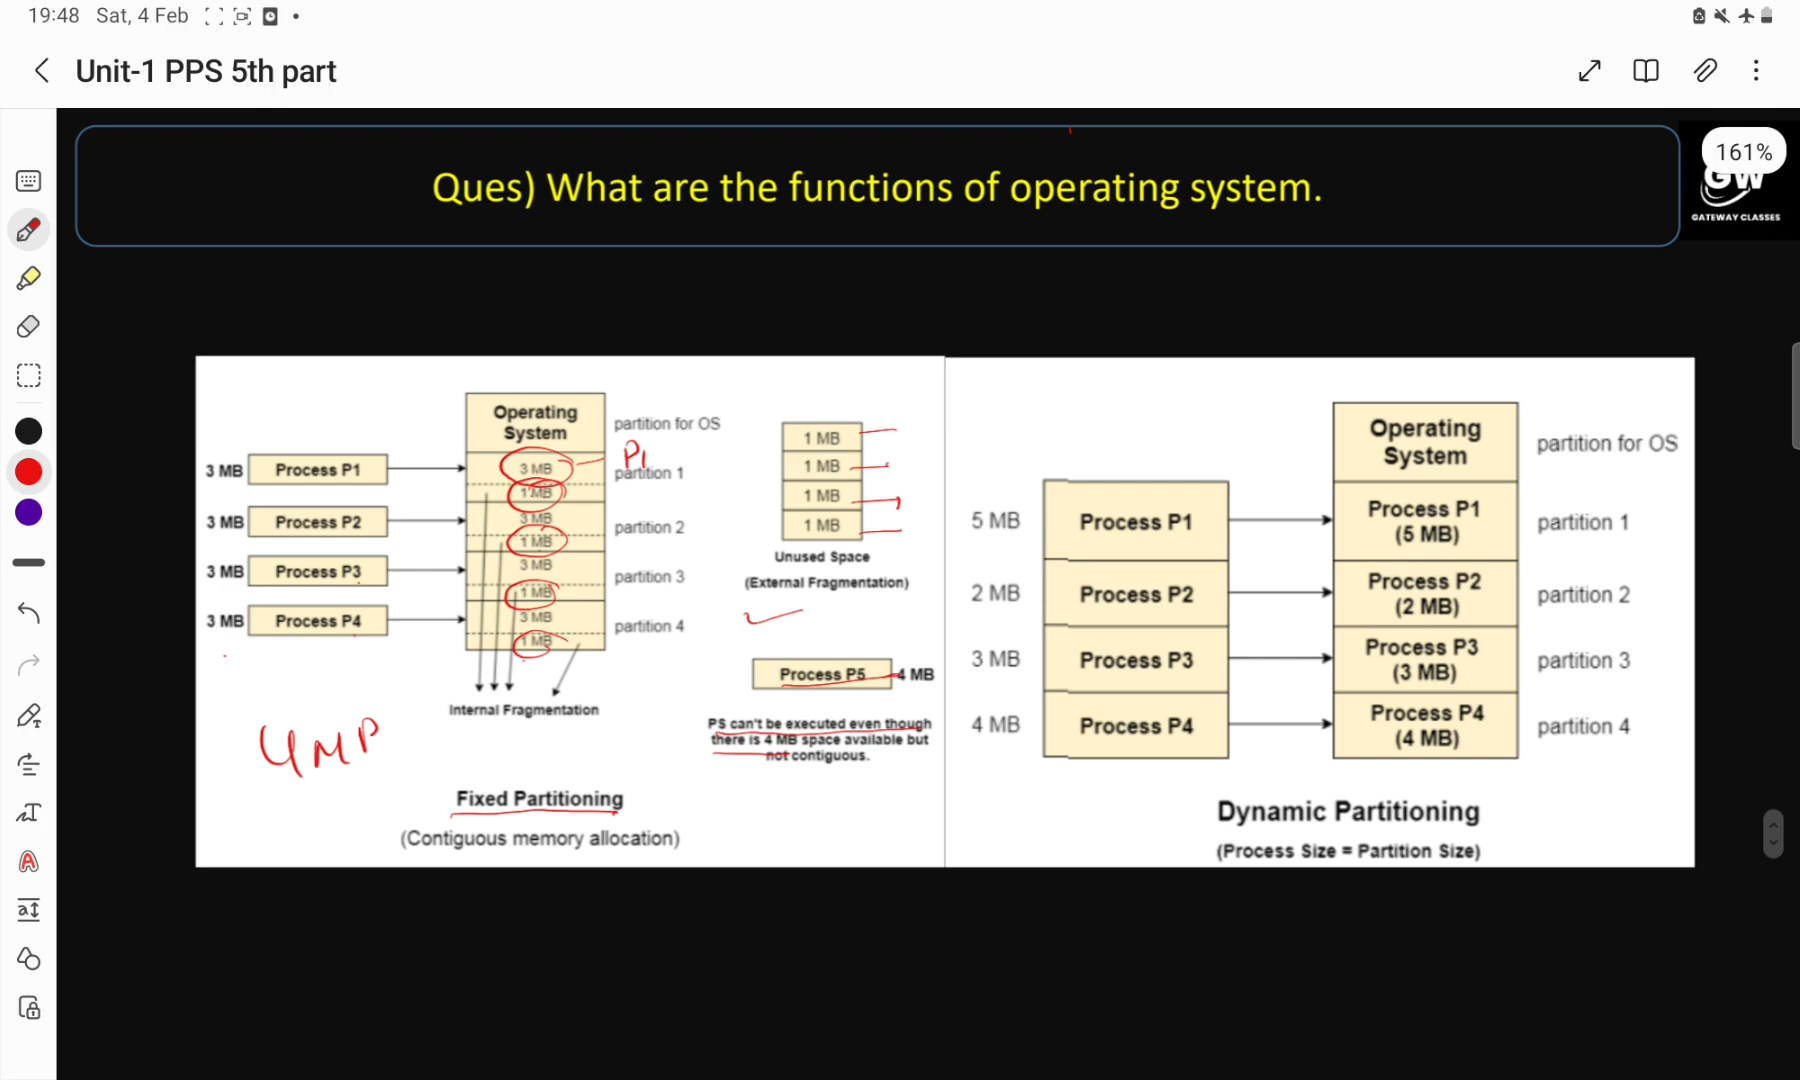 19:48 Sat, 4 Feb
Unit-1 PPS 5th part
161%
Ques) What are the functions of operating system.
GW
GATEWAY CLASSES
Operating
System
partition for OS
3 MB Process P1
3 MB
P1
partition 1
1 MB
3 MB Process P2
3 MB
partition 2
1 MB
3 MB Process P3
3 MB
partition 3
1 MB
3 MB Process P4
3 MB
partition 4
1 MB
Internal Fragmentation
4MP
Fixed Partitioning
(Contiguous memory allocation)
1 MB
1 MB
1 MB
1 MB
Unused Space
(External Fragmentation)
Process P5 4 MB
PS can't be executed even though
there is 4 MB space available but
not contiguous.
Operating
System
partition for OS
5 MB Process P1
Process P1
(5 MB)
partition 1
2 MB Process P2
Process P2
(2 MB)
partition 2
3 MB Process P3
Process P3
(3 MB)
partition 3
4 MB Process P4
Process P4
(4 MB)
partition 4
Dynamic Partitioning
(Process Size = Partition Size)